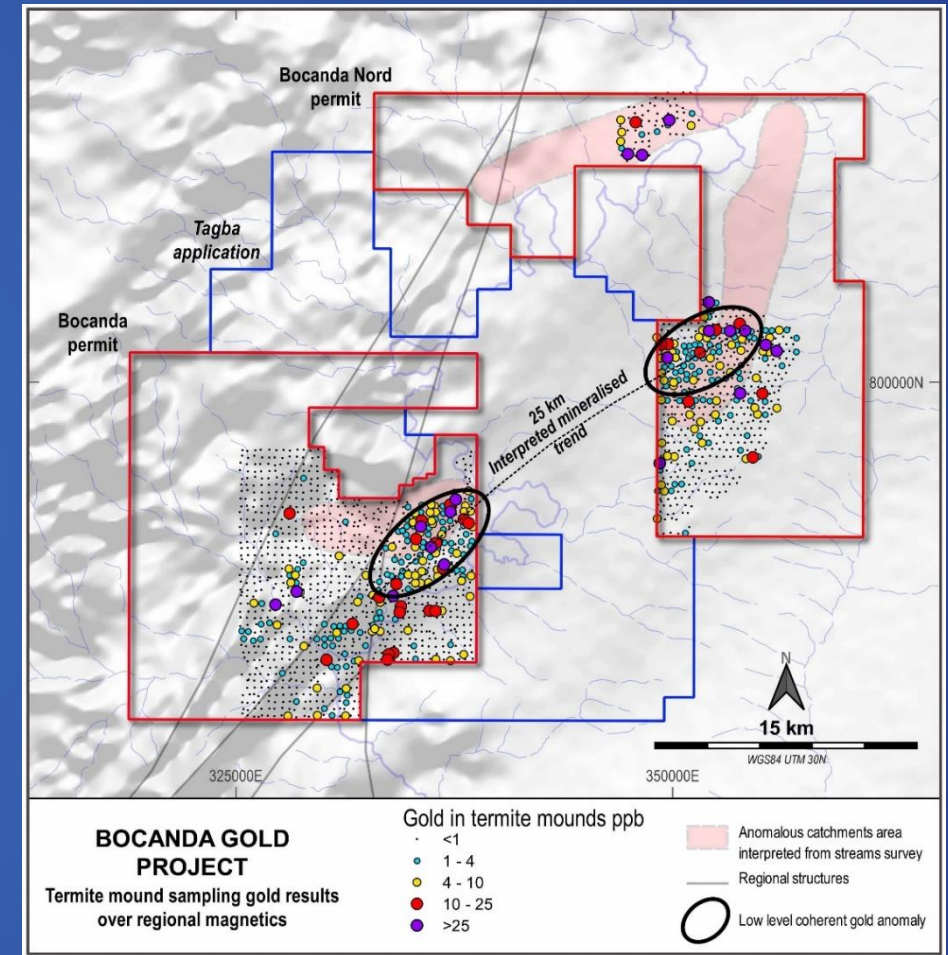 Bocanda Nord
permit
Tagba
application
Bocanda
permit
800000N
25 km
Interpreted mineralised
trend
N
15 km
WGS84 UTM 30N
325000E
350000E
BOCANDA GOLD
PROJECT
Termite mound sampling gold results
over regional magnetics
Gold in termite mounds ppb
<1
1 - 4
4 - 10
10 - 25
>25
Anomalous catchments area
interpreted from streams survey
Regional structures
Low level coherent gold anomaly